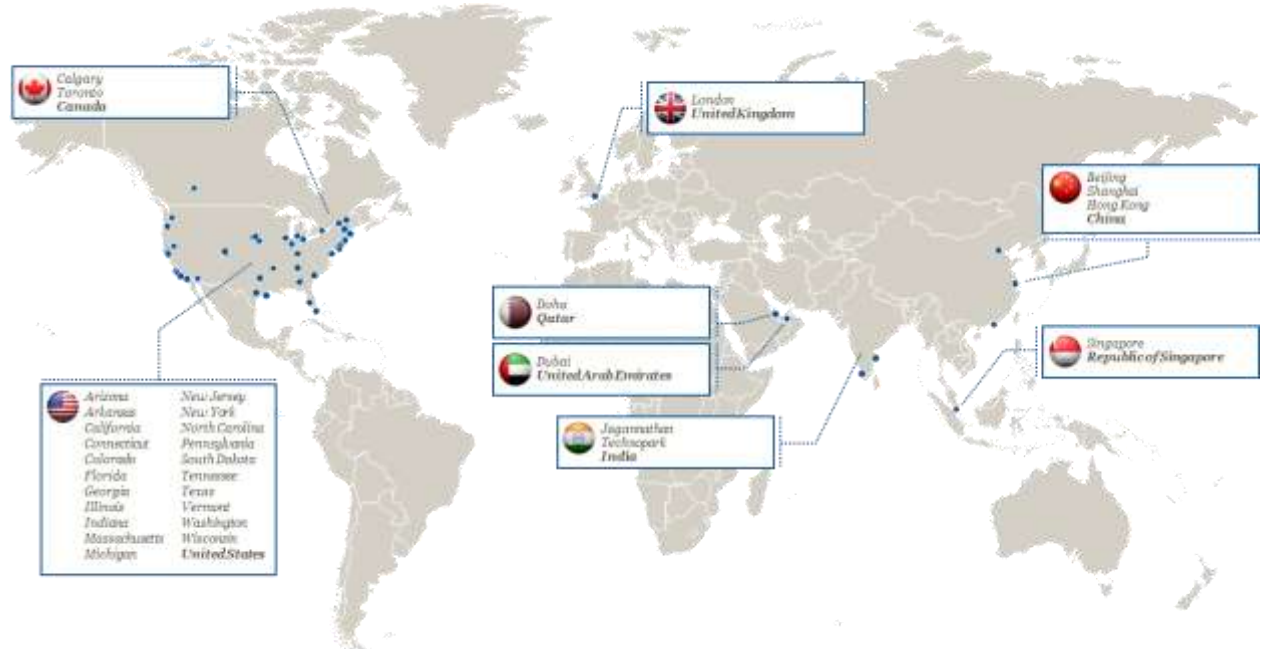 Calgary
Toronto
Canada
London
United Kingdom
Beijing
Shanghai
Hong Kong
China
Doha
Qatar
Dubai
United Arab Emirates
Singapore
Republic of Singapore
Jagannathan
Technopark
India
Arizona
Arkansas
California
Connecticut
Colorado
Florida
Georgia
Illinois
Indiana
Massachusetts
Michigan
New Jersey
New York
North Carolina
Pennsylvania
South Dakota
Tennessee
Texas
Vermont
Washington
Wisconsin
United States